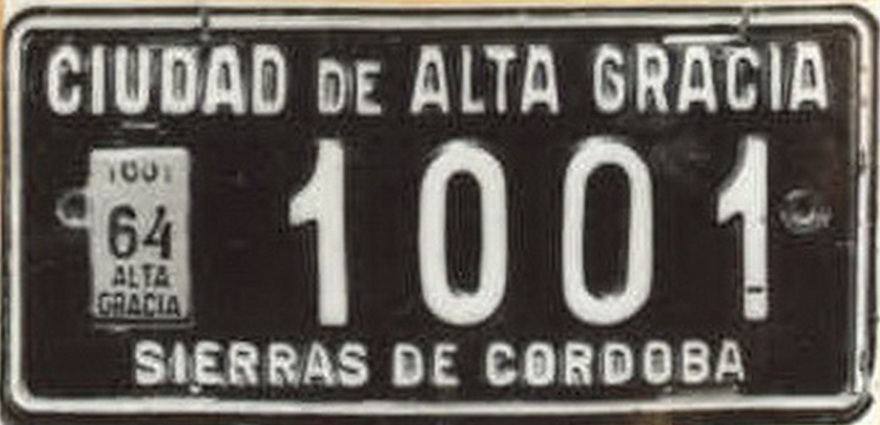 CIUDAD DE ALTA GRACIA
1001
64
ALTA
GRACIA
1001
SIERRAS DE CORDOBA